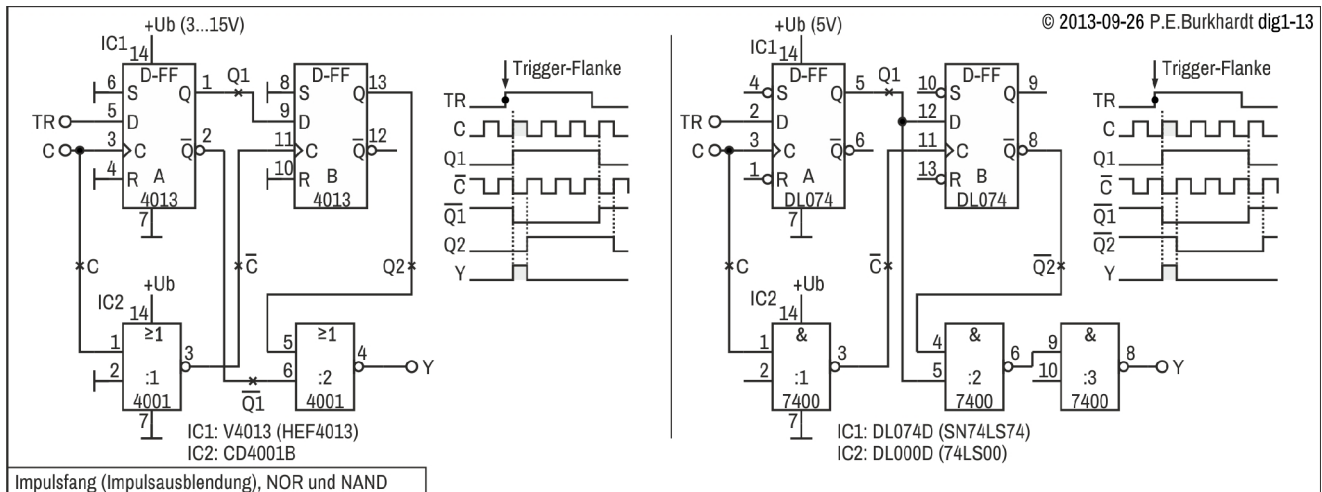 +Ub (3...15V)
IC1
14
D-FF
6
S
Q
1
Q1
TR
5
D
C
3
C
Q̅
2
4
R
A
4013
7
D-FF
8
S
Q
13
9
D
11
C
Q̅
12
10
R
B
4013
C
C̅
Q2
+Ub
IC2
14
≥1
1
3
2
:1
4001
7
≥1
5
4
Y
6
:2
4001
Q̅1̅
IC1: V4013 (HEF4013)
IC2: CD4001B
Trigger-Flanke
TR
C
Q1
C̅
Q̅1̅
Q2
Y
Impulsfang (Impulsausblendung), NOR und NAND
+Ub (5V)
© 2013-09-26 P.E.Burkhardt dig1-13
IC1
14
D-FF
4
S
Q
5
Q1
TR
2
D
C
3
C
Q̅
6
1
R
A
DL074
7
D-FF
10
S
Q
9
12
D
11
C
Q̅
8
13
R
B
DL074
C
C̅
Q̅2̅
+Ub
IC2
14
&
1
3
2
:1
7400
7
&
4
6
5
:2
7400
&
9
8
Y
10
:3
7400
IC1: DL074D (SN74LS74)
IC2: DL000D (74LS00)
Trigger-Flanke
TR
C
Q1
C̅
Q̅1̅
Q̅2̅
Y